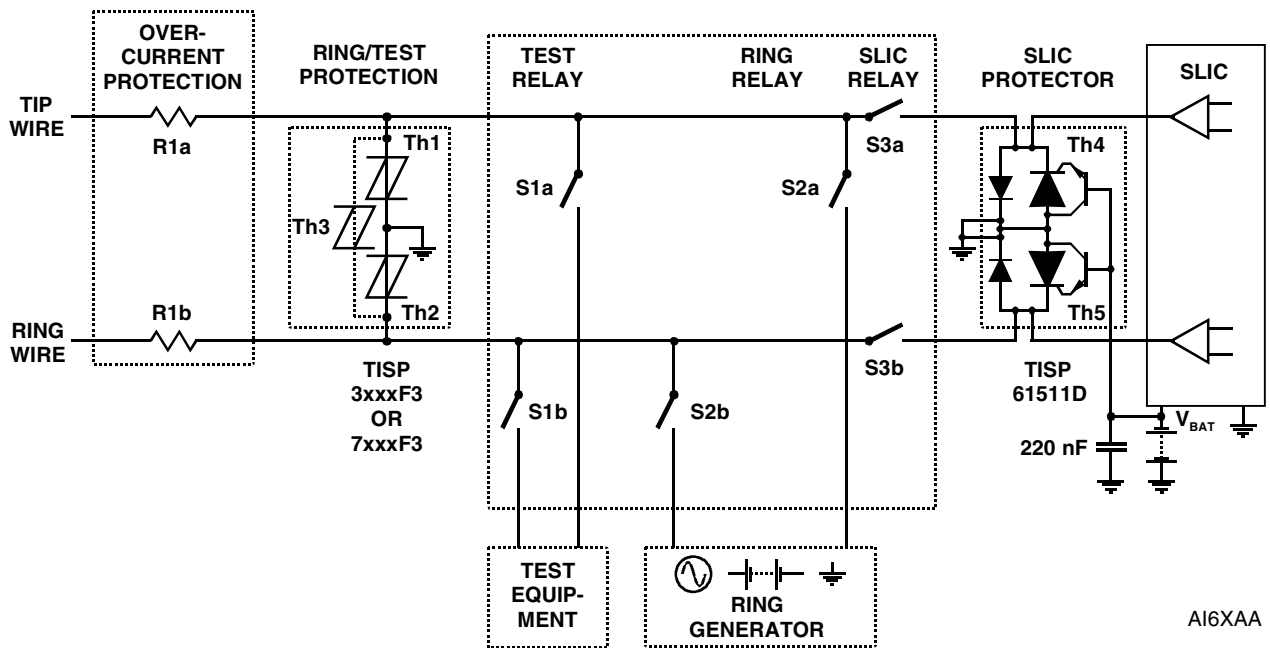 OVER-
CURRENT
PROTECTION
RING/TEST
PROTECTION
TEST
RELAY
RING
RELAY
SLIC
RELAY
SLIC
PROTECTOR
SLIC
TIP
WIRE
R1a
Th1
Th3
Th2
S1a
S2a
S3a
Th4
Th5
RING
WIRE
R1b
TISP
3xxxF3
OR
7xxxF3
S1b
S2b
S3b
TISP
61511D
220 nF
VBAT
TEST
EQUIP-
MENT
RING
GENERATOR
AI6XAA